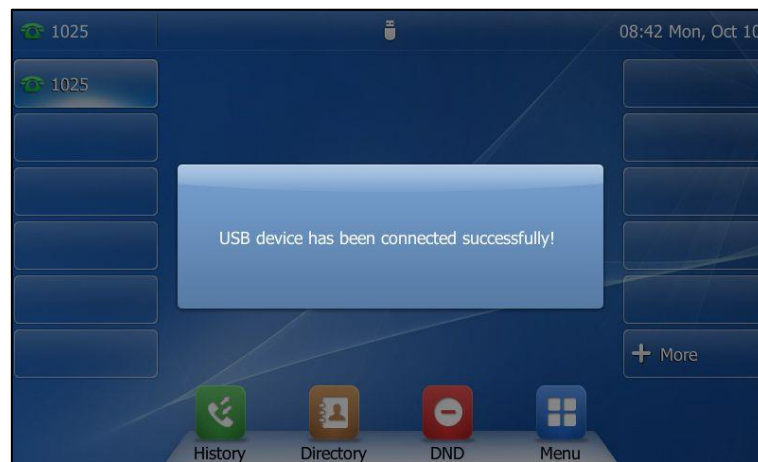 1025
08:42 Mon, Oct 10
1025
USB device has been connected successfully!
More
History
Directory
DND
Menu